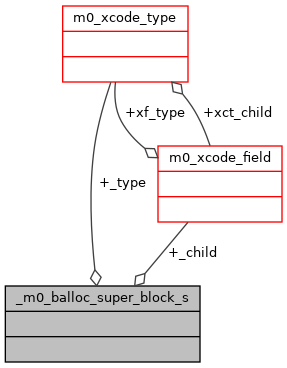 m0_xcode_type
+xf_type
+xct_child
m0_xcode_field
+_type
+_child
_m0_balloc_super_block_s